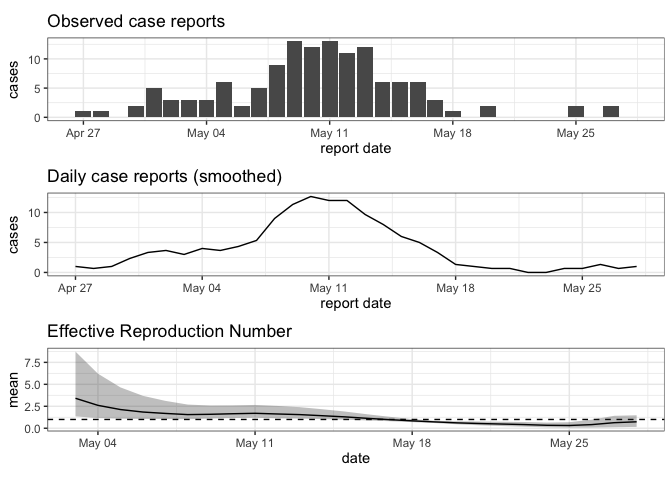 Observed case reports
cases
10
5
0
Apr 27 May 04 May 11 May 18 May 25
report date
Daily case reports (smoothed)
cases
10
5
0
Apr 27 May 04 May 11 May 18 May 25
report date
Effective Reproduction Number
mean
7.5
5.0
2.5
0.0
May 04 May 11 May 18 May 25
date